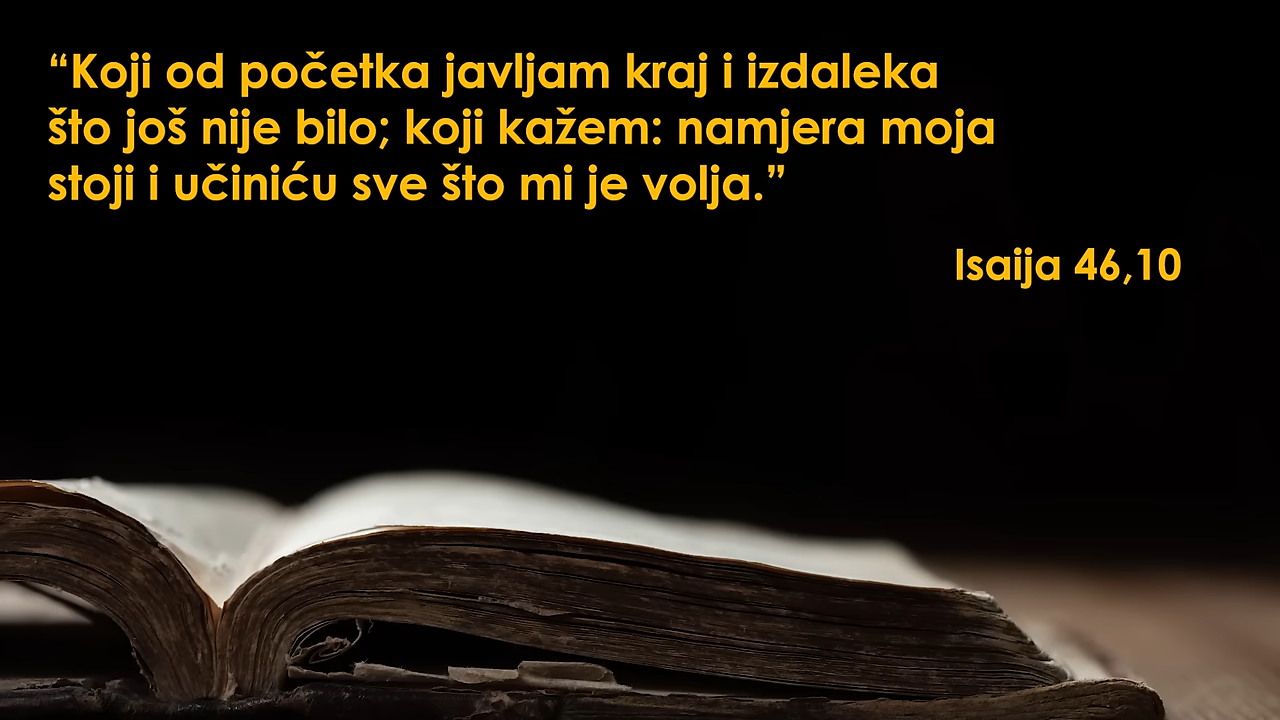 “Koji od početka javljam kraj i izdaleka
što još nije bilo; koji kažem: namjera moja
stoji i učiniću sve što mi je volja.”
Isaija 46,10